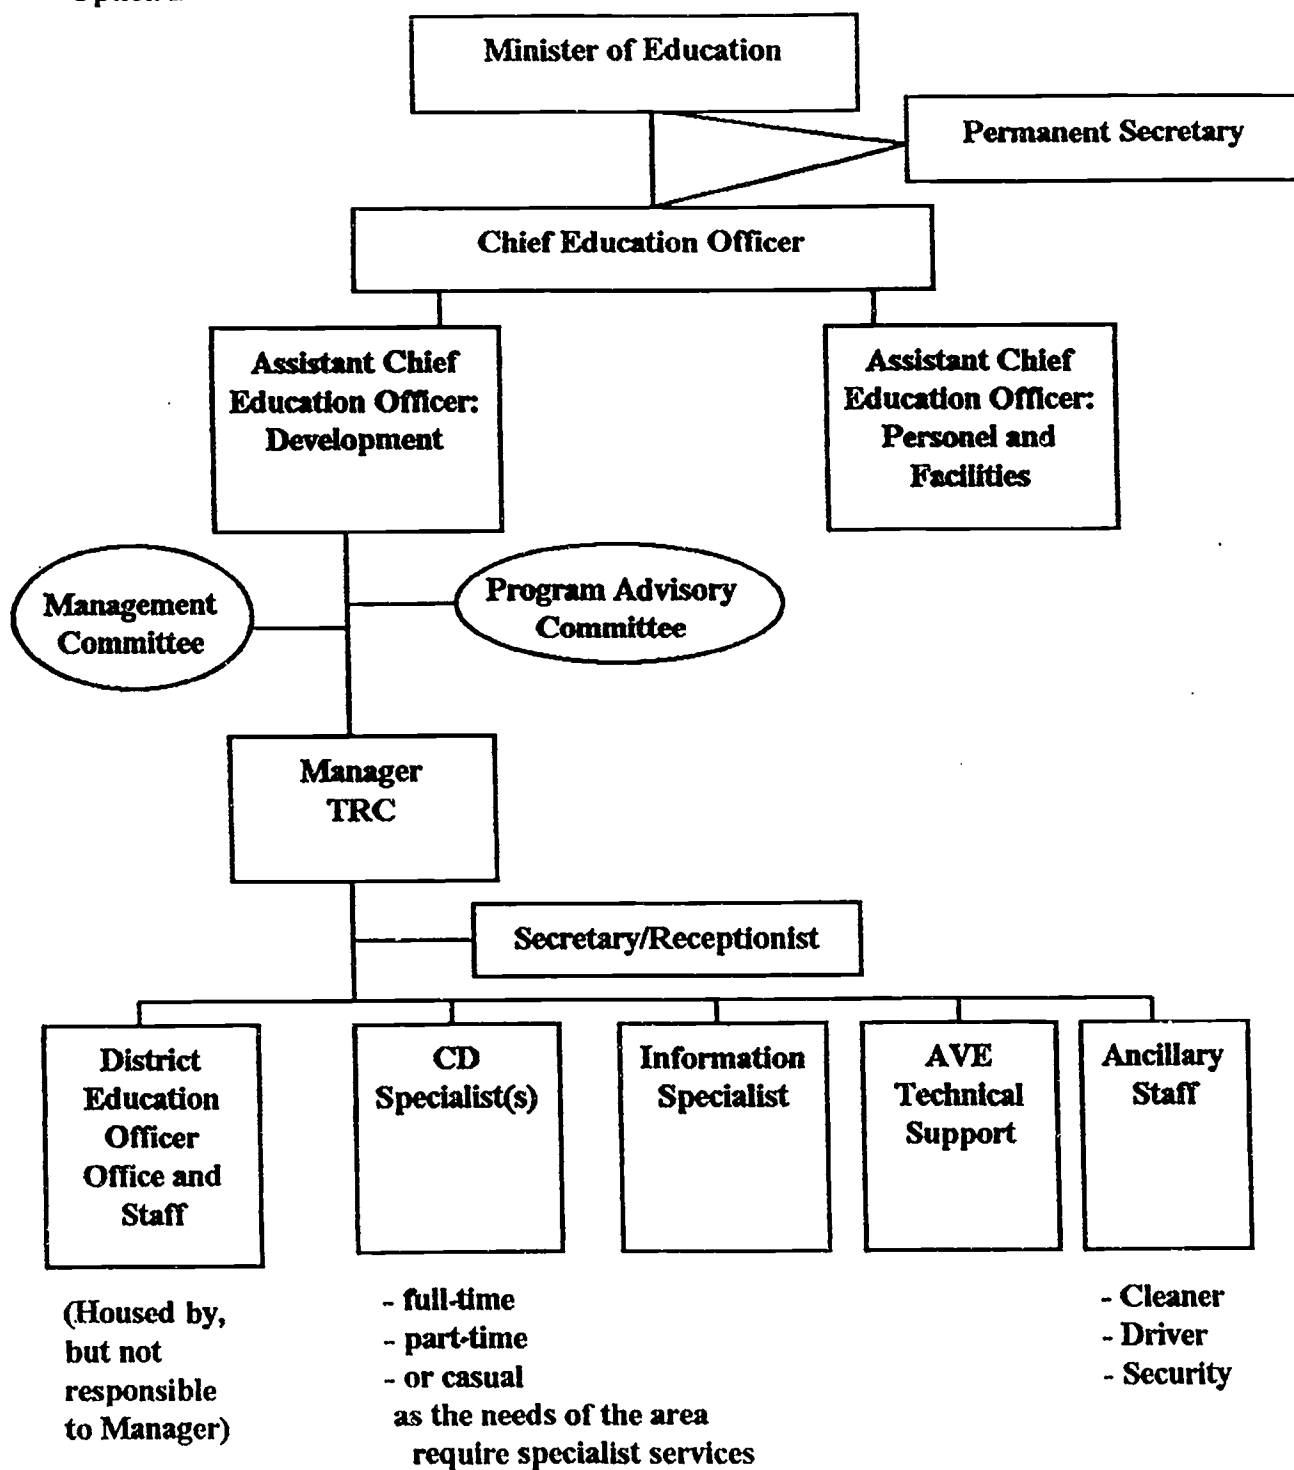 Minister of Education
Permanent Secretary
Chief Education Officer
Assistant Chief
Education Officer:
Development
Assistant Chief
Education Officer:
Personel and
Facilities
Management
Committee
Program Advisory
Committee
Manager
TRC
Secretary/Receptionist
District
Education
Officer
Office and
Staff
CD
Specialist(s)
Information
Specialist
AVE
Technical
Support
Ancillary
Staff
(Housed by,
but not
responsible
to Manager)
- full-time
- part-time
- or casual
as the needs of the area
require specialist services
- Cleaner
- Driver
- Security